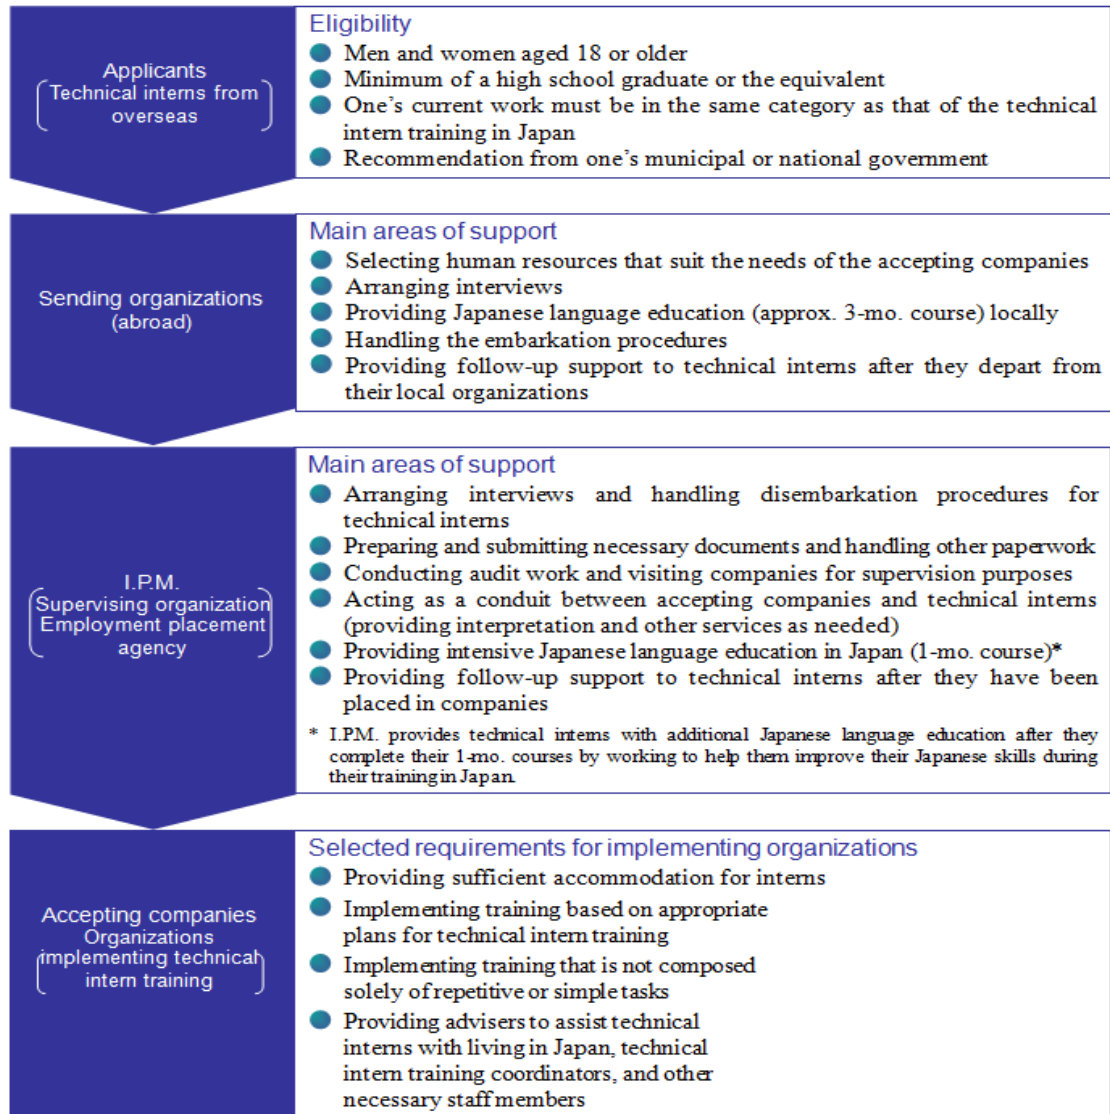 Applicants
Technical interns from
overseas
Eligibility
Men and women aged 18 or older
Minimum of a high school graduate or the equivalent
One's current work must be in the same category as that of the technical
intern training in Japan
Recommendation from one's municipal or national government
Sending organizations
(abroad)
Main areas of support
Selecting human resources that suit the needs of the accepting companies
Arranging interviews
Providing Japanese language education (approx. 3-mo. course) locally
Handling the embarkation procedures
Providing follow-up support to technical interns after they depart from
their local organizations
I.P.M.
Supervising organization
Employment placement
agency
Main areas of support
Arranging interviews and handling disembarkation procedures for
technical interns
Preparing and submitting necessary documents and handling other paperwork
Conducting audit work and visiting companies for supervision purposes
Acting as a conduit between accepting companies and technical interns
(providing interpretation and other services as needed)
Providing intensive Japanese language education in Japan (1-mo. course)*
Providing follow-up support to technical interns after they have been
placed in companies
* I.P.M. provides technical interns with additional Japanese language education after they
complete their 1-mo. courses by working to help them improve their Japanese skills during
their training in Japan.
Accepting companies
Organizations
implementing technical
intern training
Selected requirements for implementing organizations
Providing sufficient accommodation for interns
Implementing training based on appropriate
plans for technical intern training
Implementing training that is not composed
solely of repetitive or simple tasks
Providing advisers to assist technical
interns with living in Japan, technical
intern training coordinators, and other
necessary staff members